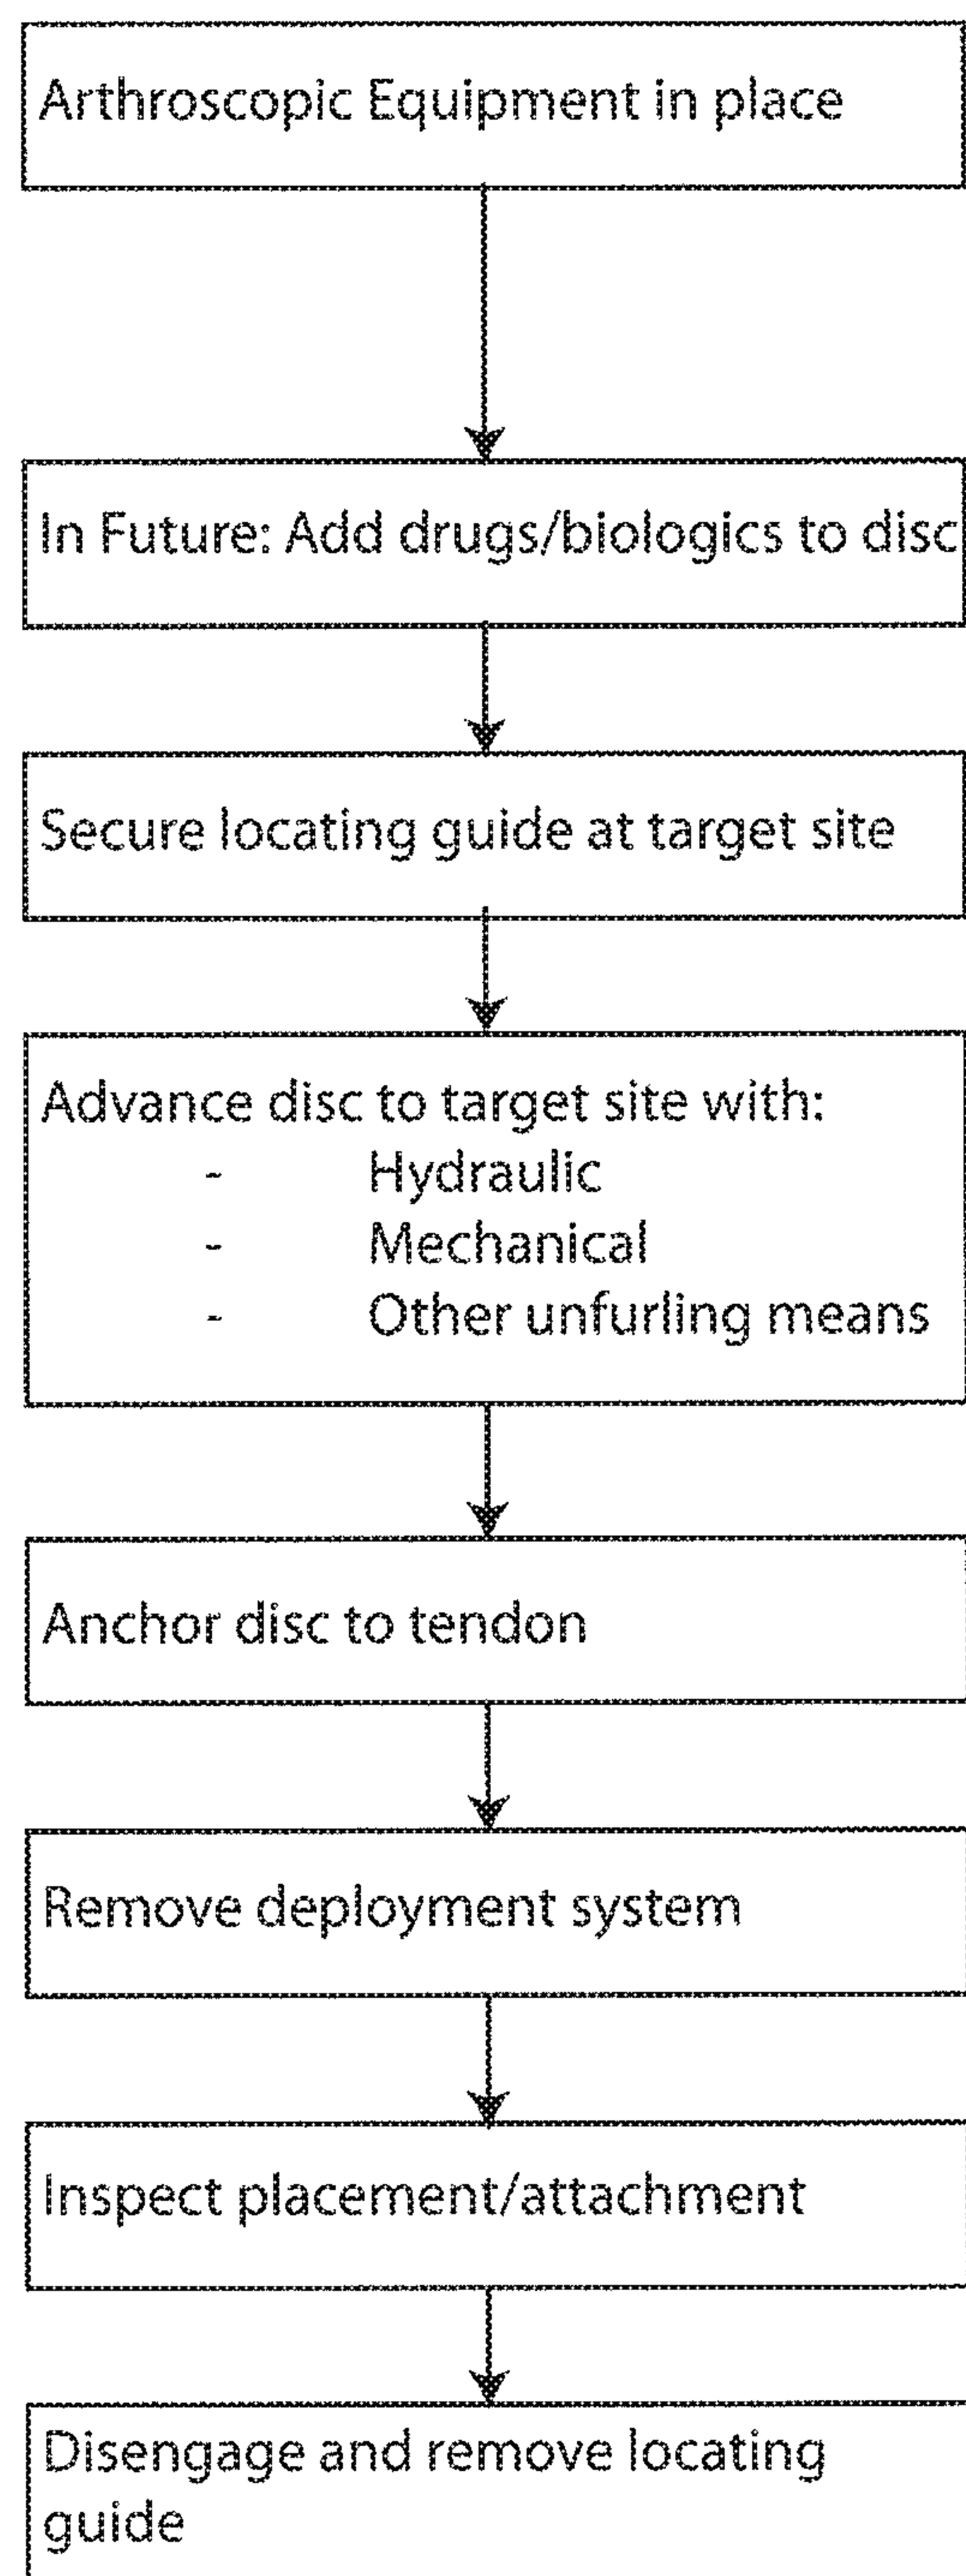 Arthroscopic Equipment in place
In Future: Add drugs/biologics to disc
Secure locating guide at target site
Advance disc to target site with:
- Hydraulic
- Mechanical
- Other unfurling means
Anchor disc to tendon
Remove deployment system
Inspect placement/attachment
Disengage and remove locating
guide